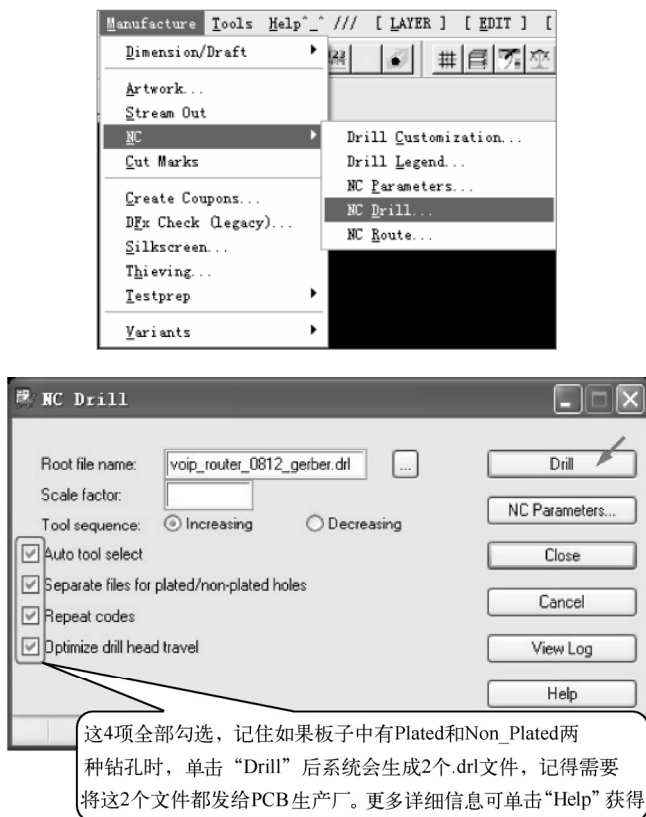 Manufacture Tools Help^_^ /// [ LAYER ] [ EDIT ] [
Dimension/Draft
Artwork...
Stream Out
NC
Cut Marks
Create Coupons...
DFx Check (legacy)...
Silkscreen...
Thieving...
Testprep
Variants
Drill Customization...
Drill Legend...
NC Parameters...
NC Drill...
NC Route...
NC Drill
Root file name: voip_router_0812_gerber.drl ... Drill
Scale factor:
NC Parameters...
Tool sequence: Increasing Decreasing
Auto tool select Close
Separate files for plated/non-plated holes
Cancel
Repeat codes
Optimize drill head travel View Log
Help
这4项全部勾选，记住如果板子中有Plated和Non_Plated两
种钻孔时，单击“Drill”后系统会生成2个.drl文件，记得需要
将这2个文件都发给PCB生产厂。更多详细信息可单击“Help”获得